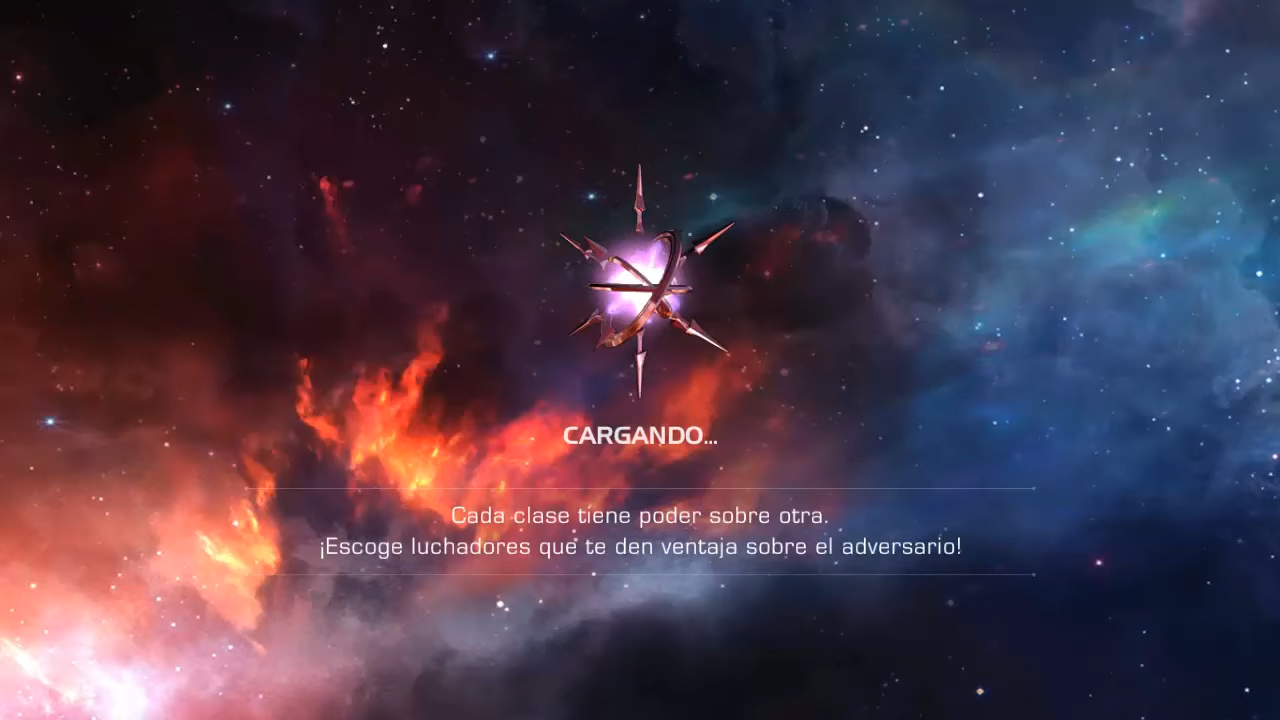 CARGANDO...
Cada clase tiene poder sobre otra.
¡Escoge luchadores que te den ventaja sobre el adversario!